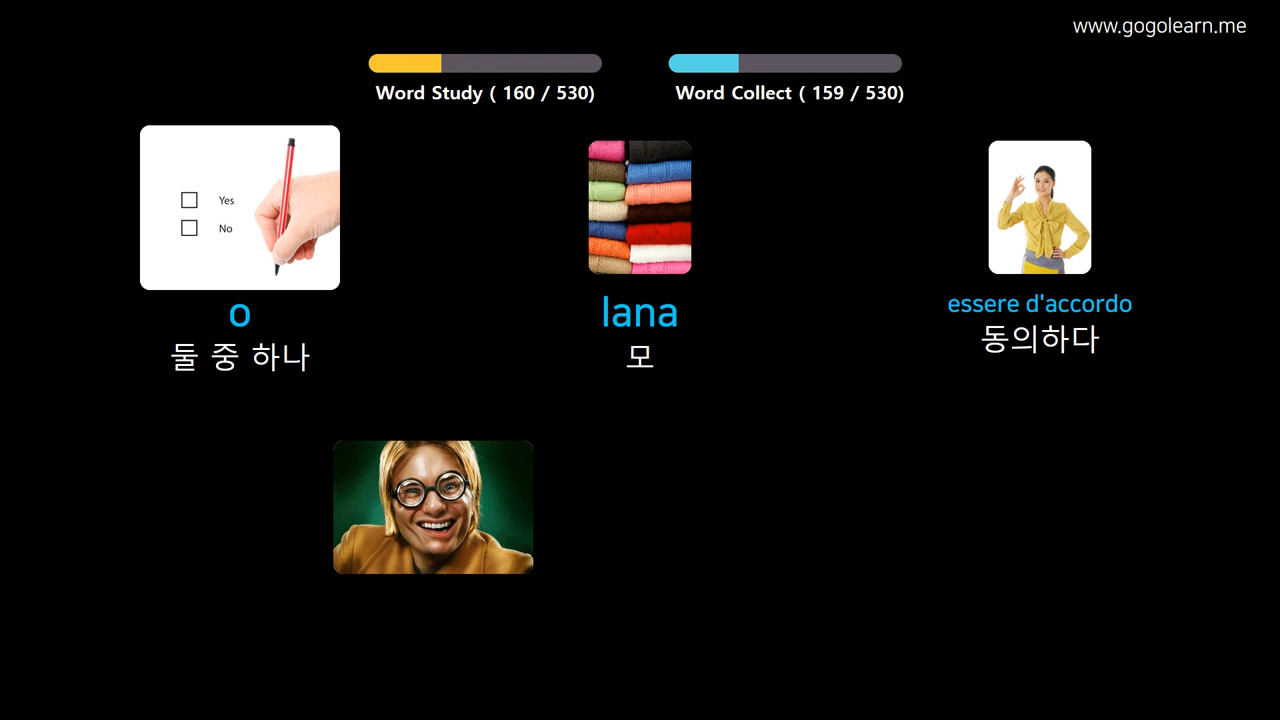 www.gogolearn.me
Word Study ( 160 / 530)
Word Collect ( 159 / 530)
Yes
No
o
둘 중 하나
lana
모
essere d'accordo
동의하다